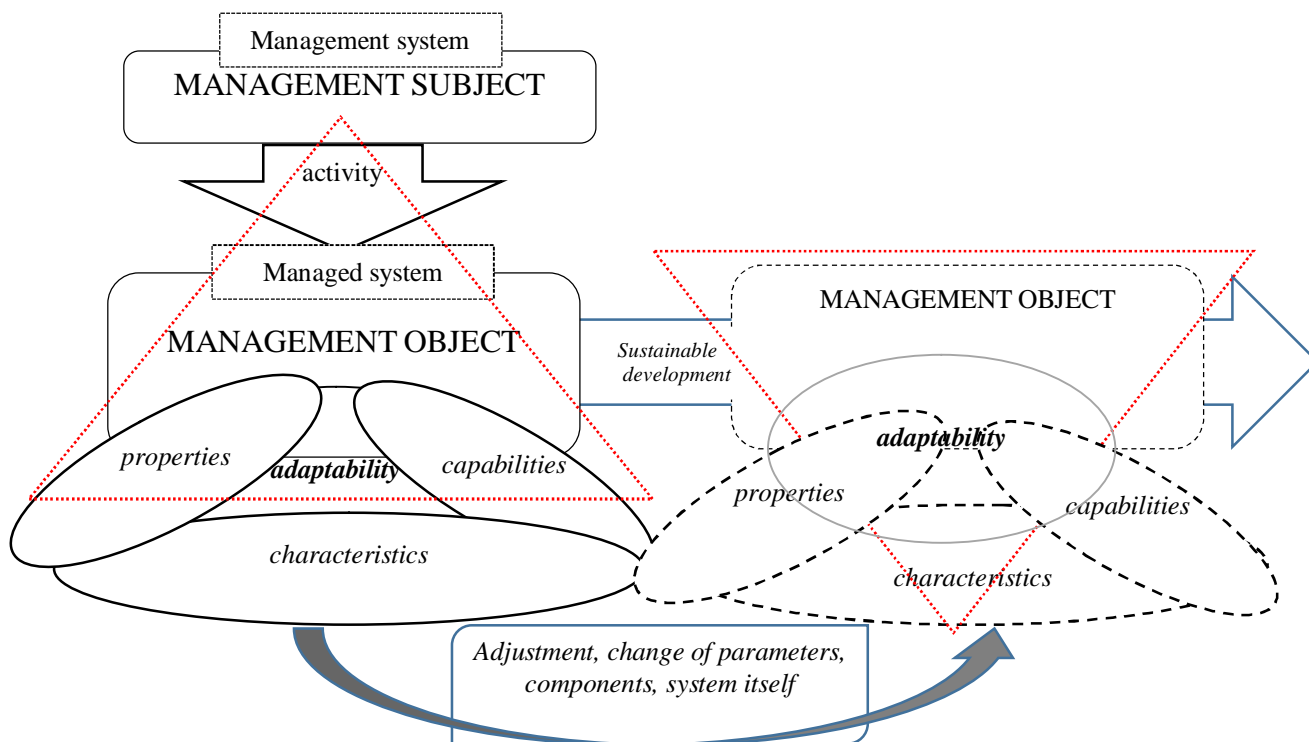 Management system
MANAGEMENT SUBJECT
activity
Managed system
MANAGEMENT OBJECT
properties
adaptability
capabilities
characteristics
Sustainable
development
MANAGEMENT OBJECT
adaptability
properties
capabilities
characteristics
Adjustment, change of parameters,
components, system itself